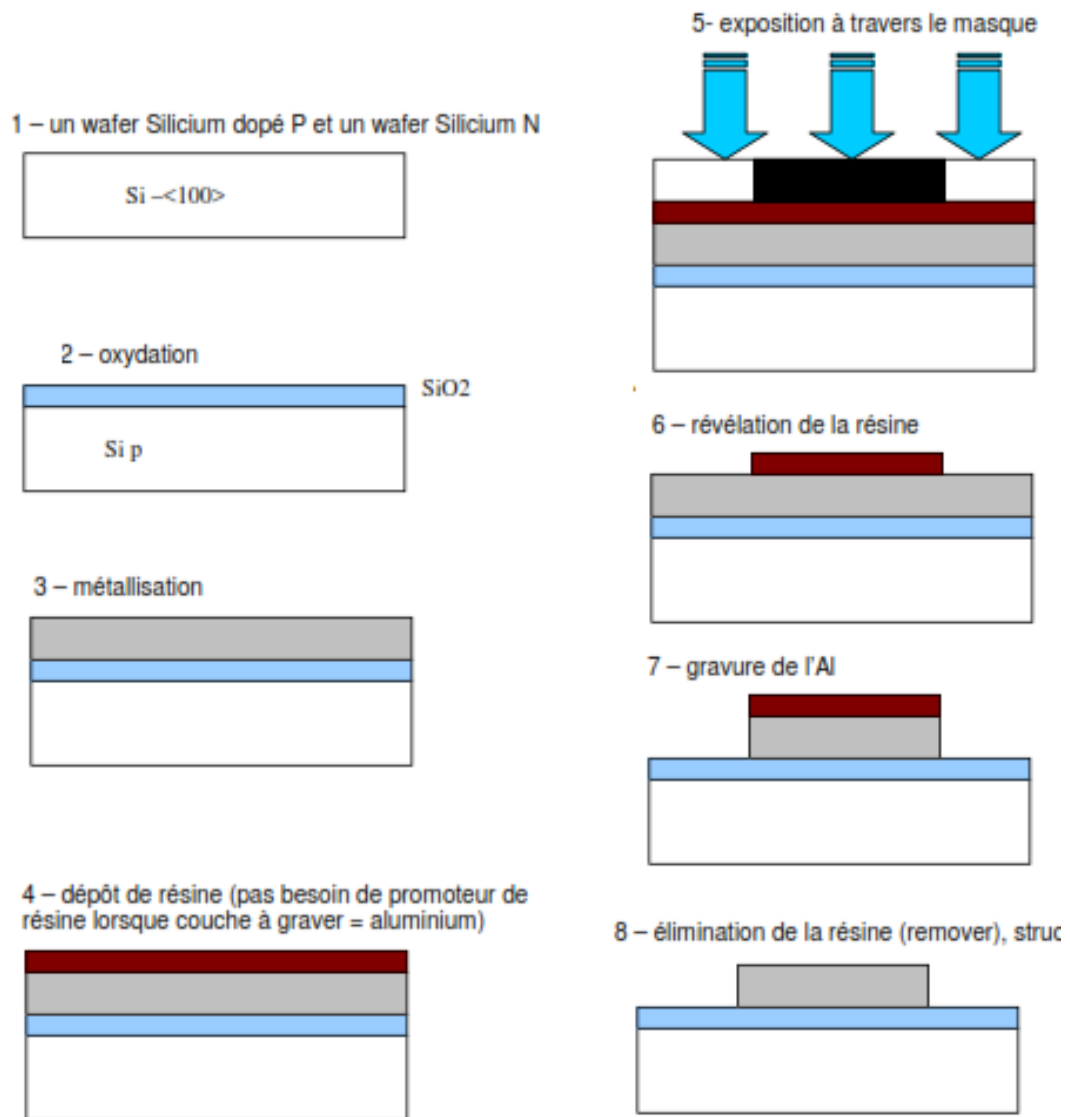 1 – un wafer Silicium dopé P et un wafer Silicium N
Si –<100>
2 – oxydation
SiO2
Si p
3 – métallisation
4 – dépôt de résine (pas besoin de promoteur de
résine lorsque couche à graver = aluminium)
5- exposition à travers le masque
6 – révélation de la résine
7 – gravure de l'Al
8 – élimination de la résine (remover), struc